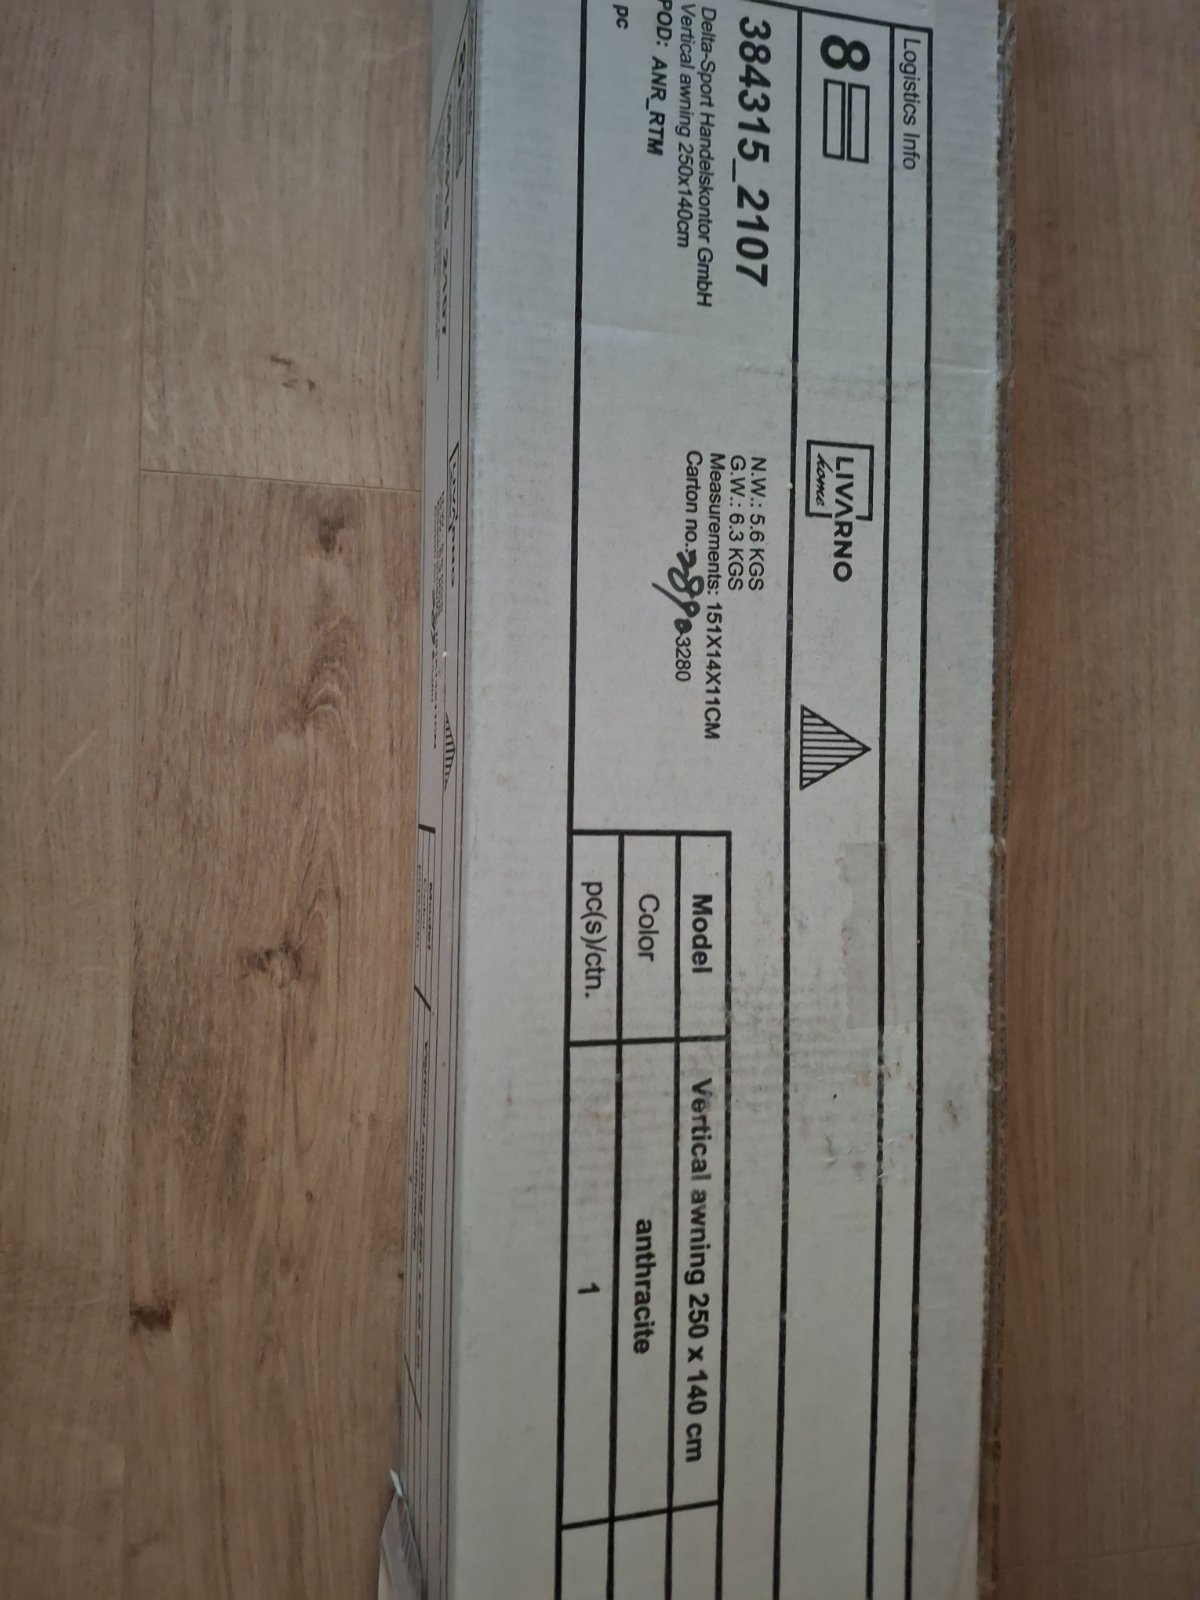 Logistics Info
8
LIVARNO
home
384315_2107
Delta-Sport Handelskontor GmbH
Vertical awning 250x140cm
POD: ANR_RTM
pc
N.W.: 5.6 KGS
G.W.: 6.3 KGS
Measurements: 151X14X11CM
Carton no.: 3280
Model Vertical awning 250 x 140 cm
Color anthracite
pc(s)/ctn. 1